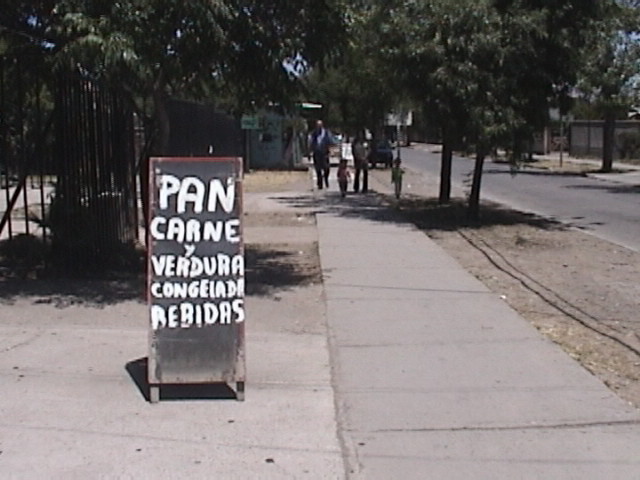 PAN
CARNE
y
VERDURA
CONGELADA
BEBIDAS